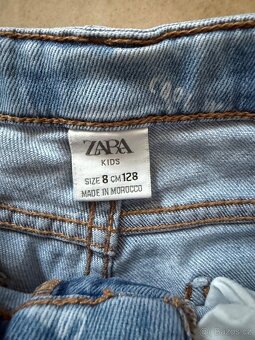 ZARA
KIDS
SIZE 8 CM 128
MADE IN MOROCCO